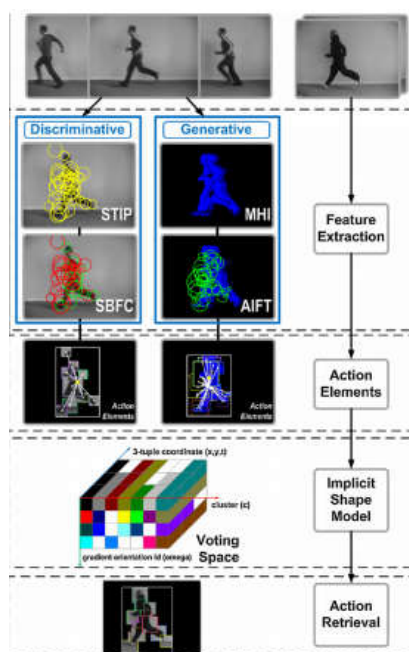 Discriminative
Generative
STIP
MHI
Feature
Extraction
SBFC
AIFT
Action
Elements
Action
Elements
Action
Elements
3-tuple coordinate (x,y,t)
cluster (c)
Voting
Space
gradient orientation id (omega)
Implicit
Shape
Model
Action
Retrieval